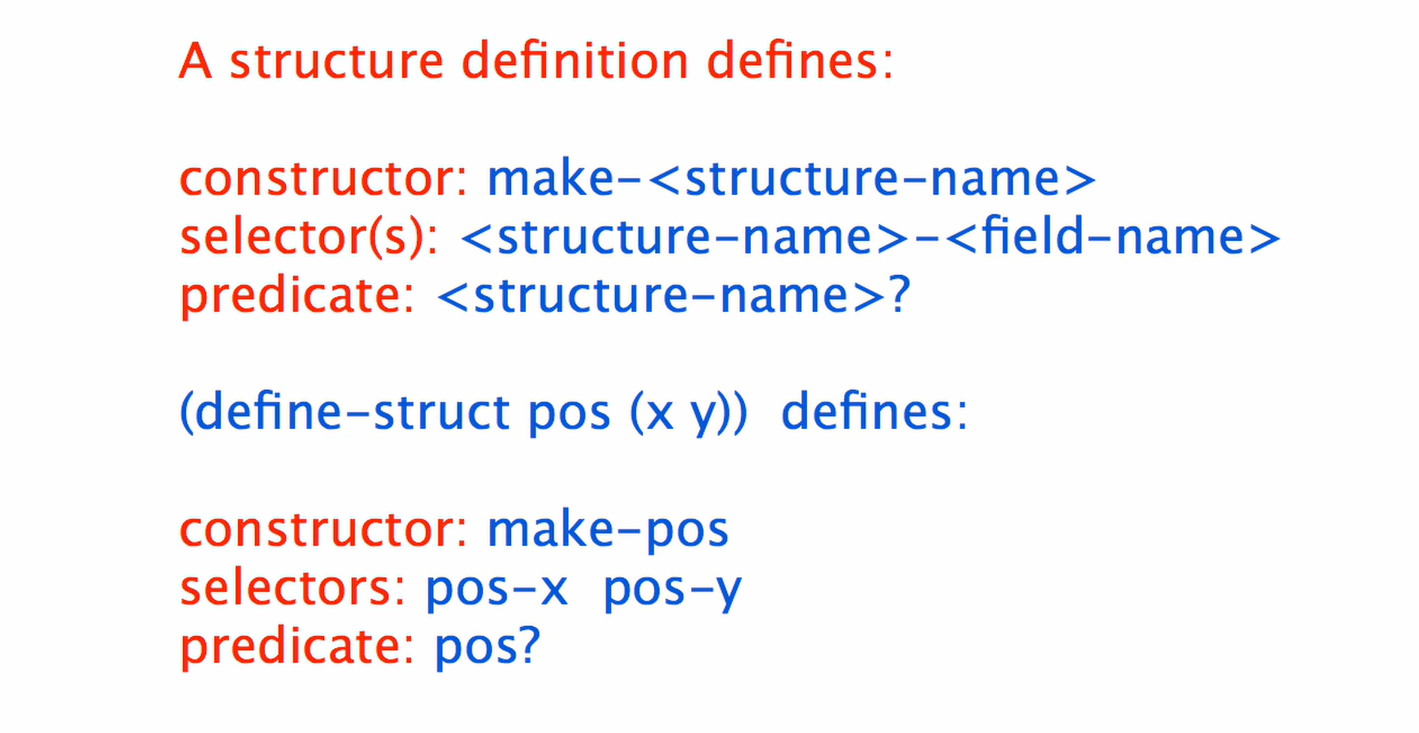 A structure definition defines:
constructor: make-<structure-name>
selector(s): <structure-name>-<field-name>
predicate: <structure-name>?
(define-struct pos (x y))  defines:
constructor: make-pos
selectors: pos-x  pos-y
predicate: pos?